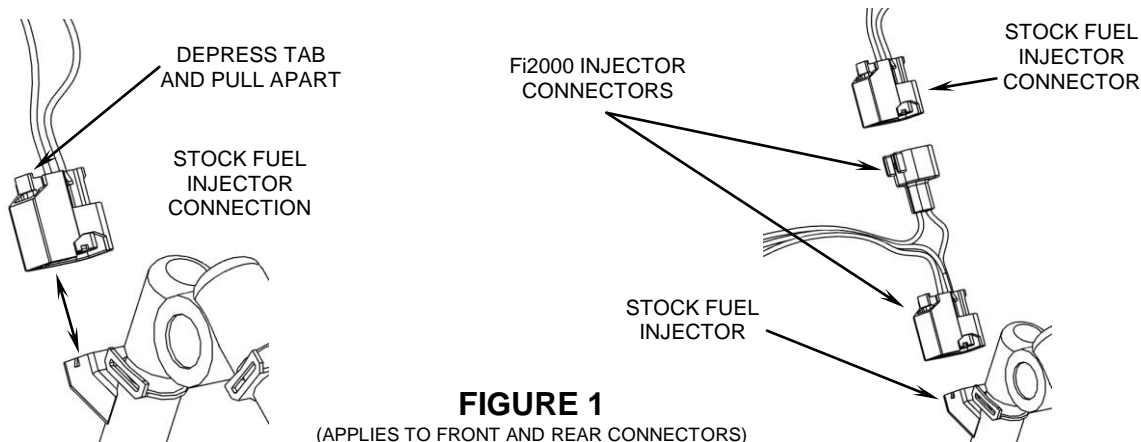 DEPRESS TAB
AND PULL APART
STOCK FUEL
INJECTOR
CONNECTION
Fi2000 INJECTOR
CONNECTORS
STOCK FUEL
INJECTOR
CONNECTOR
STOCK FUEL
INJECTOR
FIGURE 1
(APPLIES TO FRONT AND REAR CONNECTORS)